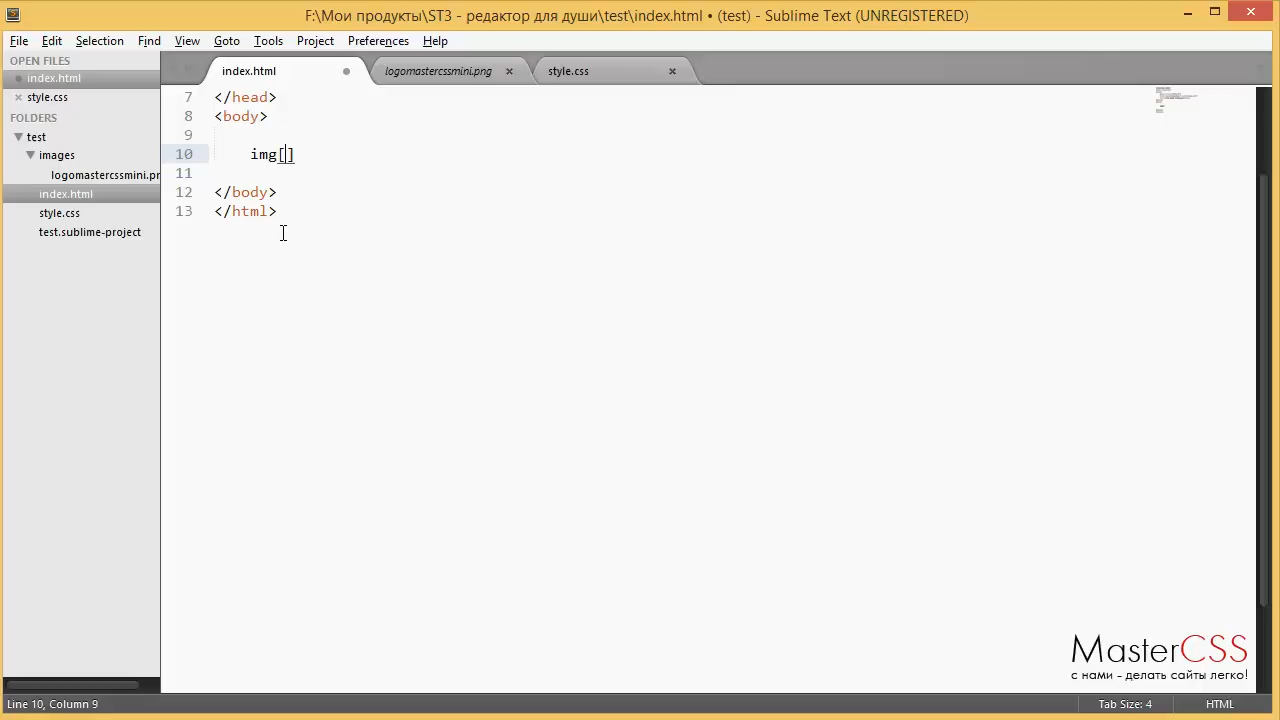 F:\Мои продукты\ST3 - редактор для души\test\index.html • (test) - Sublime Text (UNREGISTERED)
File Edit Selection Find View Goto Tools Project Preferences Help
OPEN FILES
index.html
style.css
FOLDERS
test
images
logomastercssmini.pr
index.html
style.css
test.sublime-project
index.html logomastercssmini.png style.css
7 </head>
8 <body>
9
10 img[]
11
12 </body>
13 </html>
MasterCSS
с нами - делать сайты легко!
Line 10, Column 9 Tab Size: 4 HTML